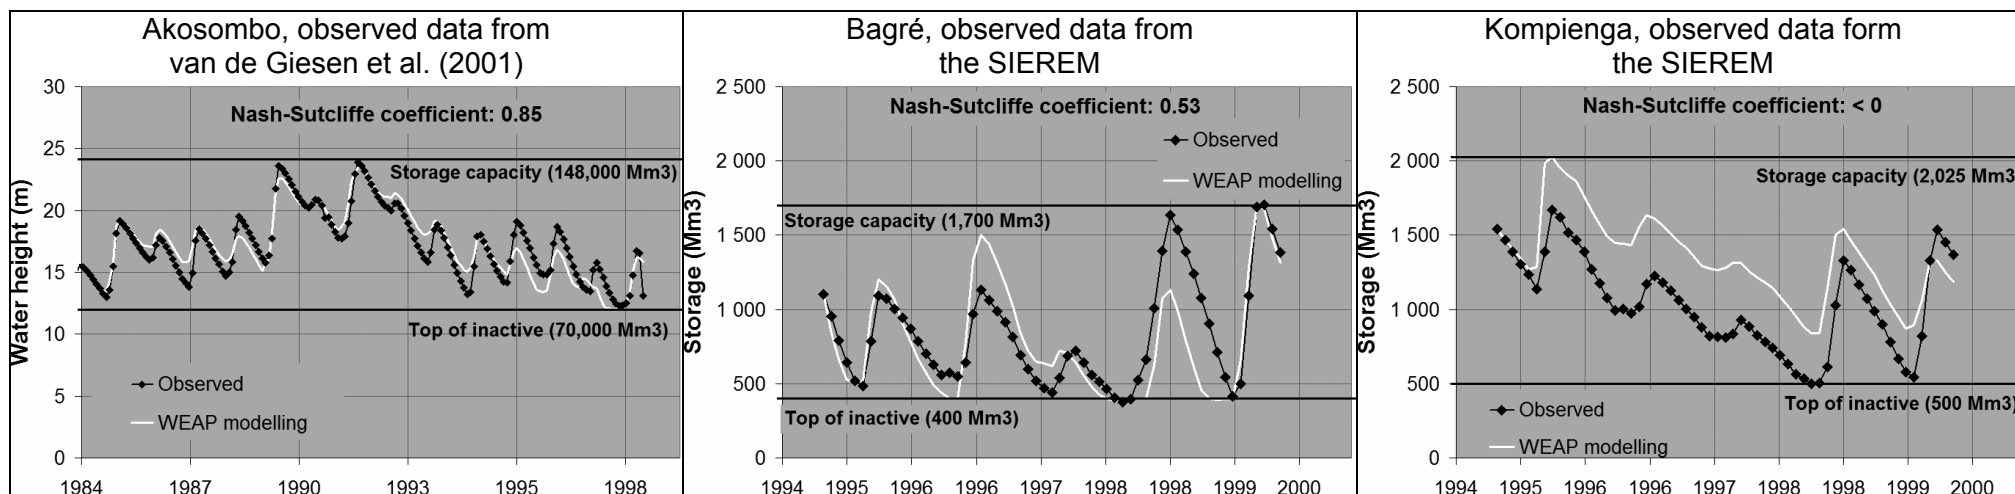 Akosombo, observed data from
van de Giesen et al. (2001)
Water height (m)
30
25
20
15
10
5
0
Nash-Sutcliffe coefficient: 0.85
Storage capacity (148,000 Mm3)
Top of inactive (70,000 Mm3)
Observed
WEAP modelling
1984 1987 1990 1993 1995 1998
Bagré, observed data from
the SIEREM
Storage (Mm3)
2 500
2 000
1 500
1 000
500
0
Nash-Sutcliffe coefficient: 0.53
Observed
WEAP modelling
Storage capacity (1,700 Mm3)
Top of inactive (400 Mm3)
1994 1995 1996 1996 1997 1998 1998 1999 2000
Kompienga, observed data form
the SIEREM
Storage (Mm3)
2 500
2 000
1 500
1 000
500
0
Nash-Sutcliffe coefficient: < 0
Storage capacity (2,025 Mm3
Top of inactive (500 Mm3)
Observed
WEAP modelling
1994 1995 1996 1996 1997 1998 1998 1999 2000